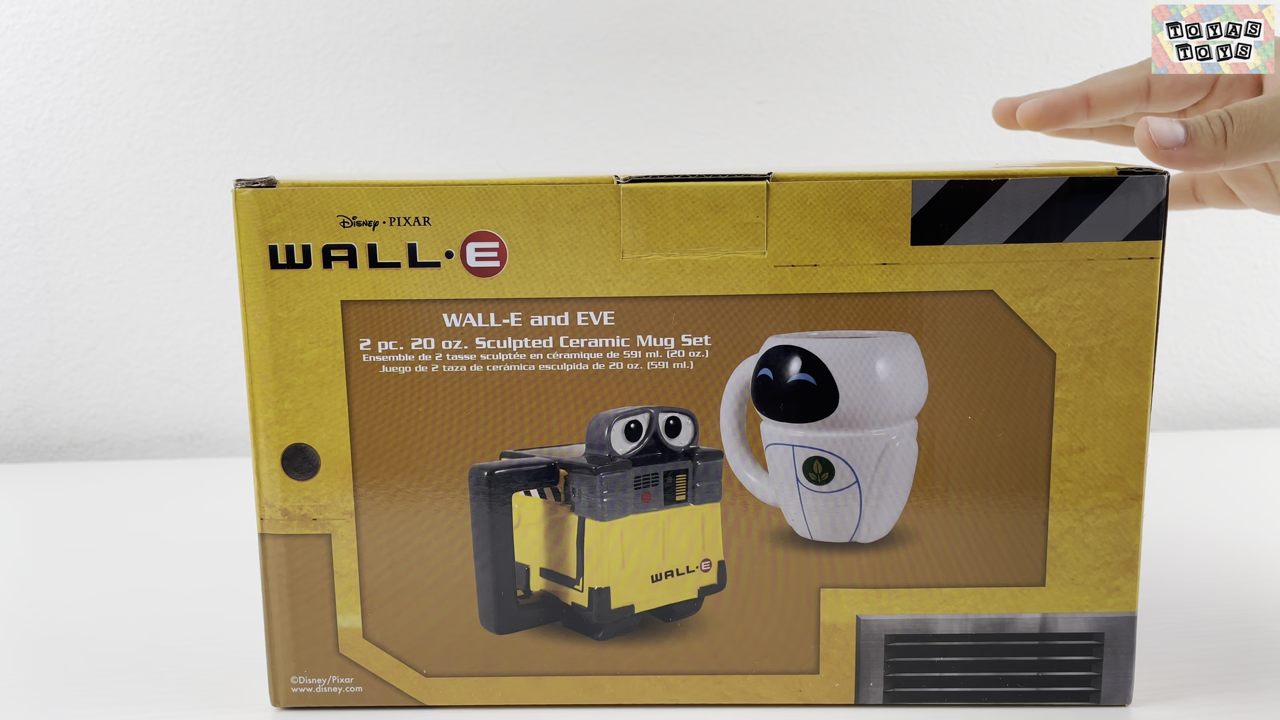 TOYAS
TOYS
Disney • PIXAR
WALL•E
WALL-E and EVE
2 pc. 20 oz. Sculpted Ceramic Mug Set
Ensemble de 2 tasse sculptée en céramique de 591 ml. (20 oz.)
Juego de 2 taza de cerámica esculpida de 20 oz. (591 ml.)
WALL•E
©Disney/Pixar
www.disney.com